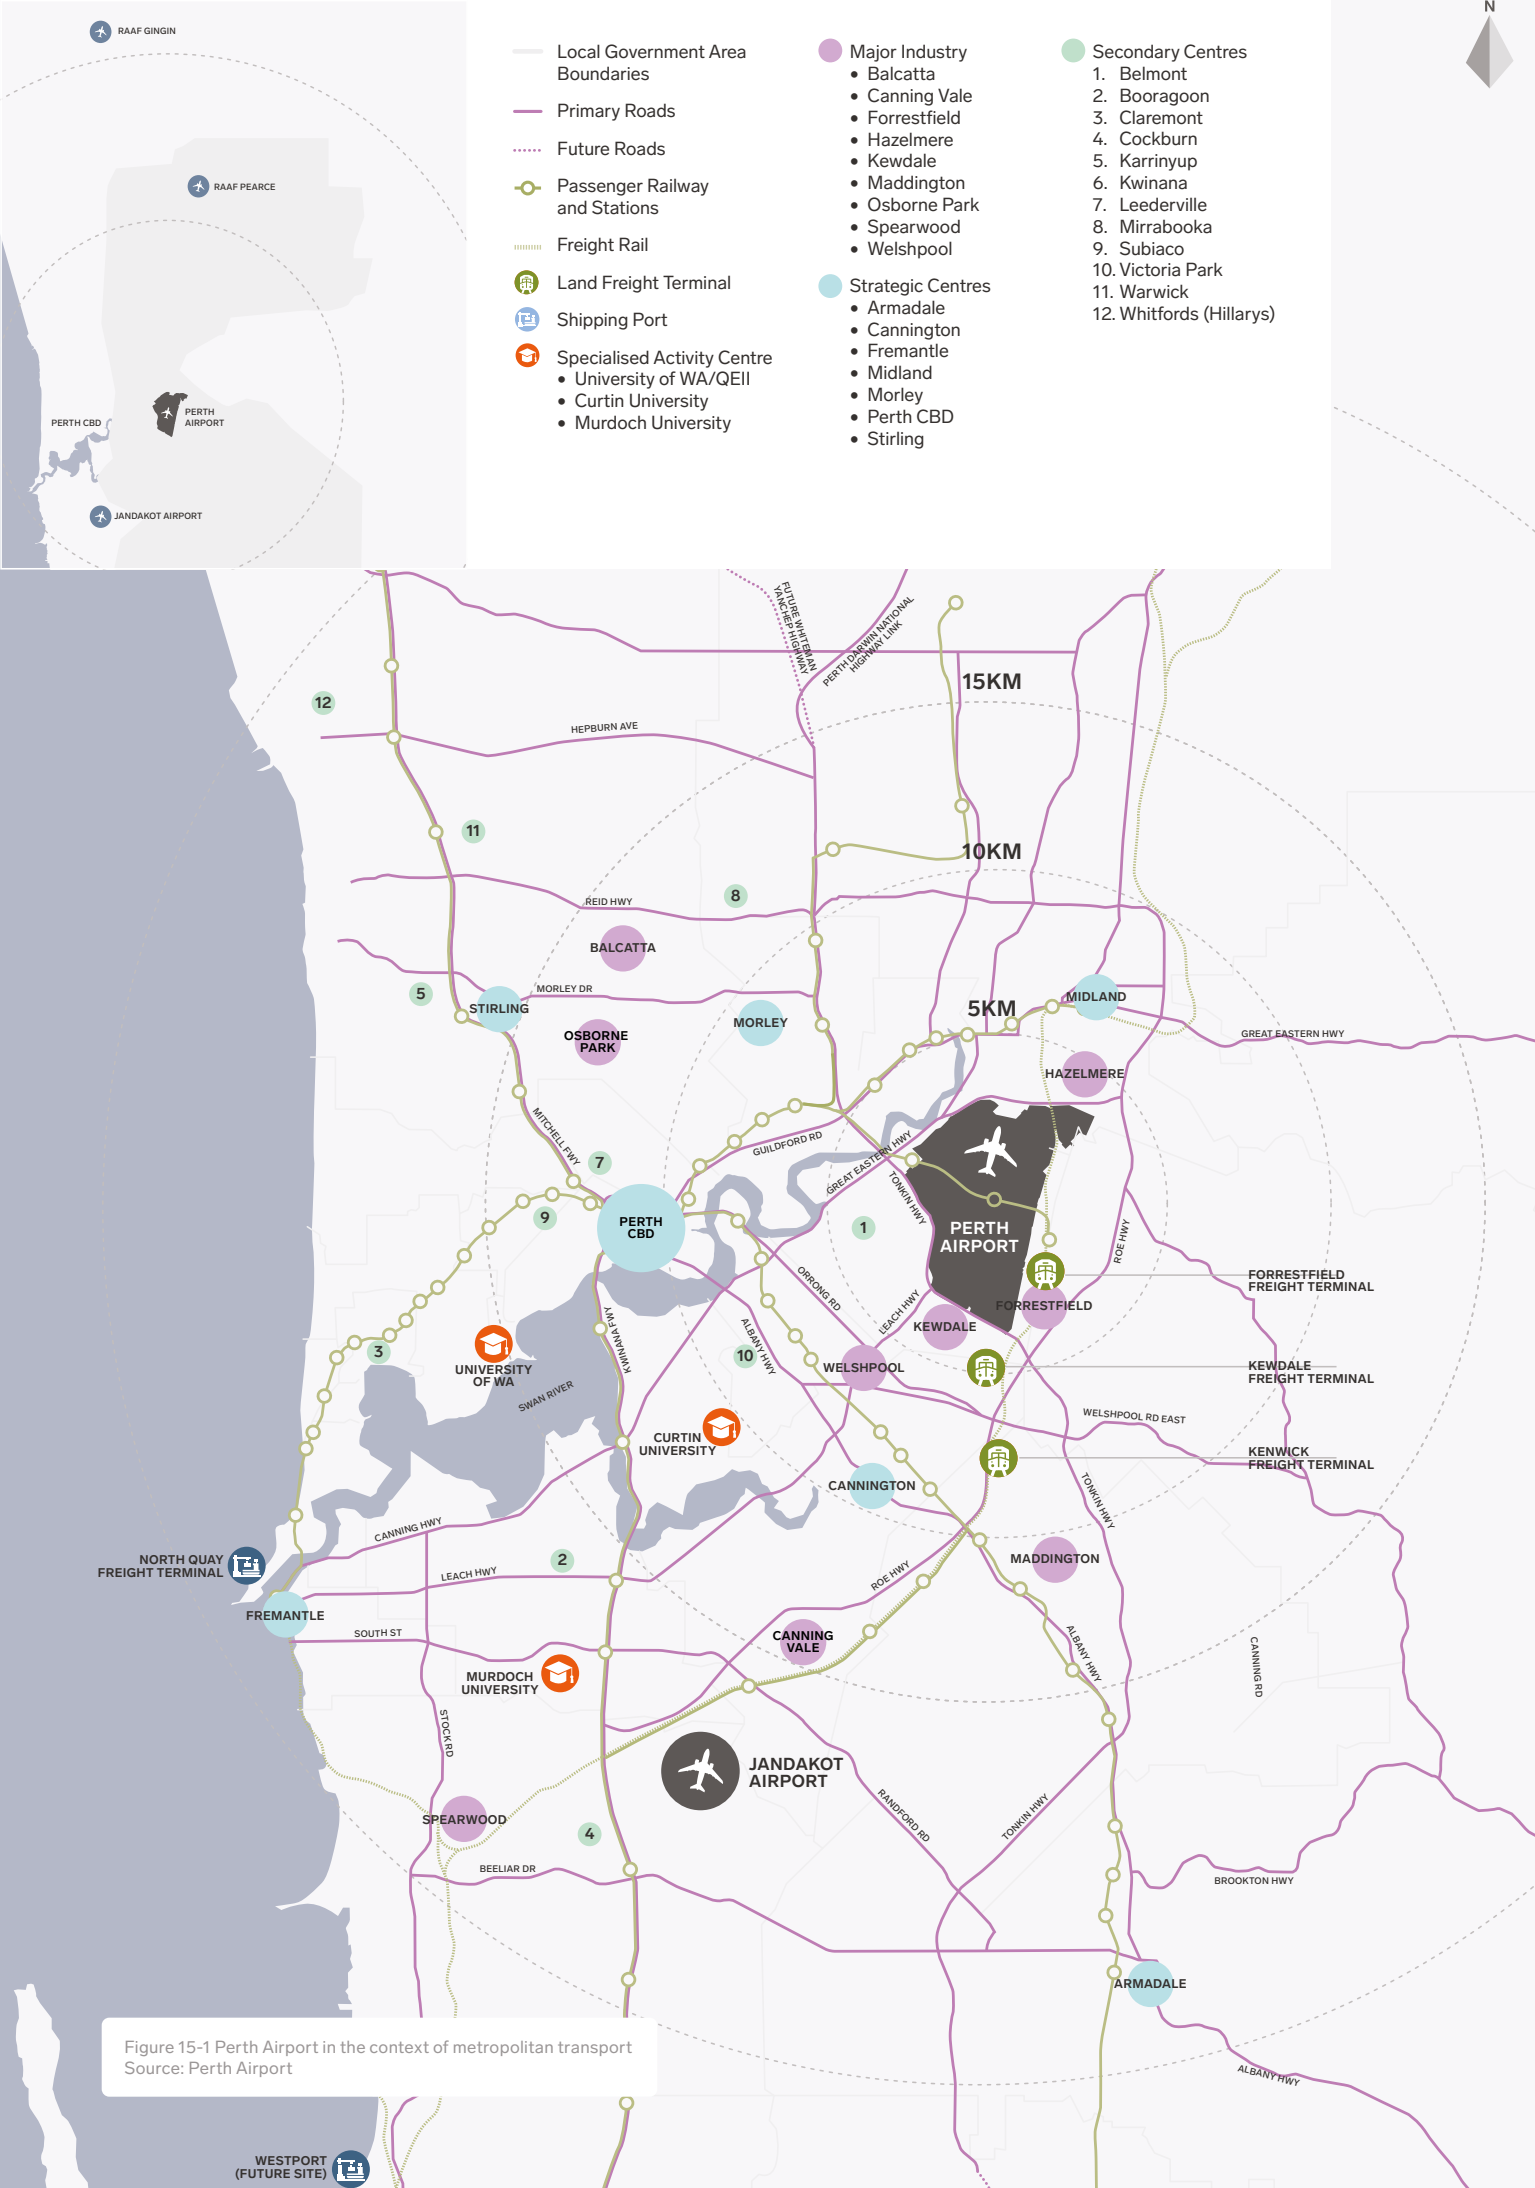 RAAF GINGIN
RAAF PEARCE
PERTH CBD
PERTH
AIRPORT
JANDAKOT AIRPORT
Local Government Area
Boundaries
Primary Roads
Future Roads
Passenger Railway
and Stations
Freight Rail
Land Freight Terminal
Shipping Port
Specialised Activity Centre
• University of WA/QEII
• Curtin University
• Murdoch University
Major Industry
• Balcatta
• Canning Vale
• Forrestfield
• Hazelmere
• Kewdale
• Maddington
• Osborne Park
• Spearwood
• Welshpool
Strategic Centres
• Armadale
• Cannington
• Fremantle
• Midland
• Morley
• Perth CBD
• Stirling
Secondary Centres
1. Belmont
2. Booragoon
3. Claremont
4. Cockburn
5. Karrinyup
6. Kwinana
7. Leederville
8. Mirrabooka
9. Subiaco
10. Victoria Park
11. Warwick
12. Whitfords (Hillarys)
N
FUTURE WHITEMAN
YANCHEP HIGHWAY
PERTH DARWIN NATIONAL
HIGHWAY LINK
15KM
12
HEPBURN AVE
11
10KM
8
REID HWY
BALCATTA
5
STIRLING
MORLEY DR
MORLEY
5KM
MIDLAND
OSBORNE
PARK
GREAT EASTERN HWY
HAZELMERE
MITCHELL FWY
GUILDFORD RD
GREAT EASTERN HWY
TONKIN HWY
7
9
PERTH
CBD
1
PERTH
AIRPORT
ROE HWY
ORRONG RD
LEACH HWY
FORRESTFIELD
FREIGHT TERMINAL
FORRESTFIELD
KEWDALE
KWINANA FWY
ALBANY HWY
3
10
UNIVERSITY
OF WA
WELSHPOOL
KEWDALE
FREIGHT TERMINAL
SWAN RIVER
WELSHPOOL RD EAST
CURTIN
UNIVERSITY
KENWICK
FREIGHT TERMINAL
CANNINGTON
TONKIN HWY
CANNING HWY
NORTH QUAY
FREIGHT TERMINAL
2
LEACH HWY
ROE HWY
MADDINGTON
FREMANTLE
SOUTH ST
CANNING
VALE
ALBANY HWY
CANNING RD
MURDOCH
UNIVERSITY
STOCK RD
JANDAKOT
AIRPORT
RANDFORD RD
TONKIN HWY
SPEARWOOD
4
BEELIAR DR
BROOKTON HWY
ARMADALE
ALBANY HWY
Figure 15-1 Perth Airport in the context of metropolitan transport
Source: Perth Airport
WESTPORT
(FUTURE SITE)